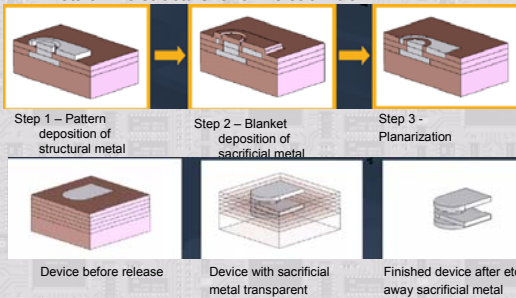 Step 1 – Pattern
deposition of
structural metal
Step 2 – Blanket
deposition of
sacrificial metal
Step 3 -
Planarization
Device before release
Device with sacrificial
metal transparent
Finished device after
away sacrificial metal